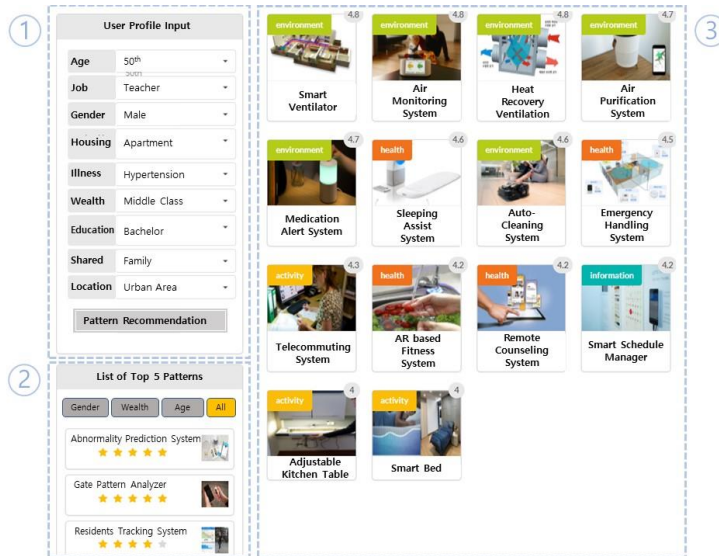 1
User Profile Input
Age 50th
50th
Job Teacher
Gender Male
Housing Apartment
Illness Hypertension
Wealth Middle Class
Education Bachelor
Shared Family
Location Urban Area
Pattern Recommendation
2
List of Top 5 Patterns
Gender Wealth Age All
Abnormality Prediction System
Gate Pattern Analyzer
Residents Tracking System
3
environment 4.8
Smart
Ventilator
environment 4.8
Air
Monitoring
System
environment 4.8
Heat
Recovery
Ventilation
environment 4.7
Air
Purification
System
environment 4.7
Medication
Alert System
health 4.6
Sleeping
Assist
System
environment 4.6
Auto-
Cleaning
System
health 4.5
Emergency
Handling
System
activity 4.3
Telecommuting
System
health 4.2
AR based
Fitness
System
health 4.2
Remote
Counseling
System
information 4.2
Smart Schedule
Manager
activity 4
Adjustable
Kitchen Table
activity 4
Smart Bed